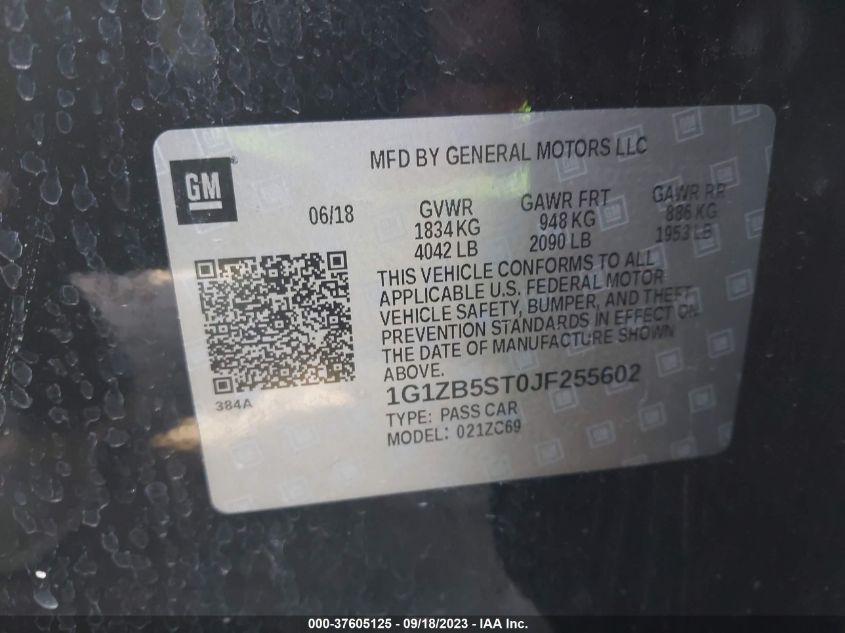 MFD BY GENERAL MOTORS LLC
GM
06/18
GVWR GAWR FRT GAWR RR
1834 KG 948 KG 886 KG
4042 LB 2090 LB 1953 LB
THIS VEHICLE CONFORMS TO ALL
APPLICABLE U.S. FEDERAL MOTOR
VEHICLE SAFETY, BUMPER, AND THEFT
PREVENTION STANDARDS IN EFFECT ON
THE DATE OF MANUFACTURE SHOWN
ABOVE.
384A
1G1ZB5ST0JF255602
TYPE: PASS CAR
MODEL: 021ZC69
000-37605125 - 09/18/2023 - IAA Inc.